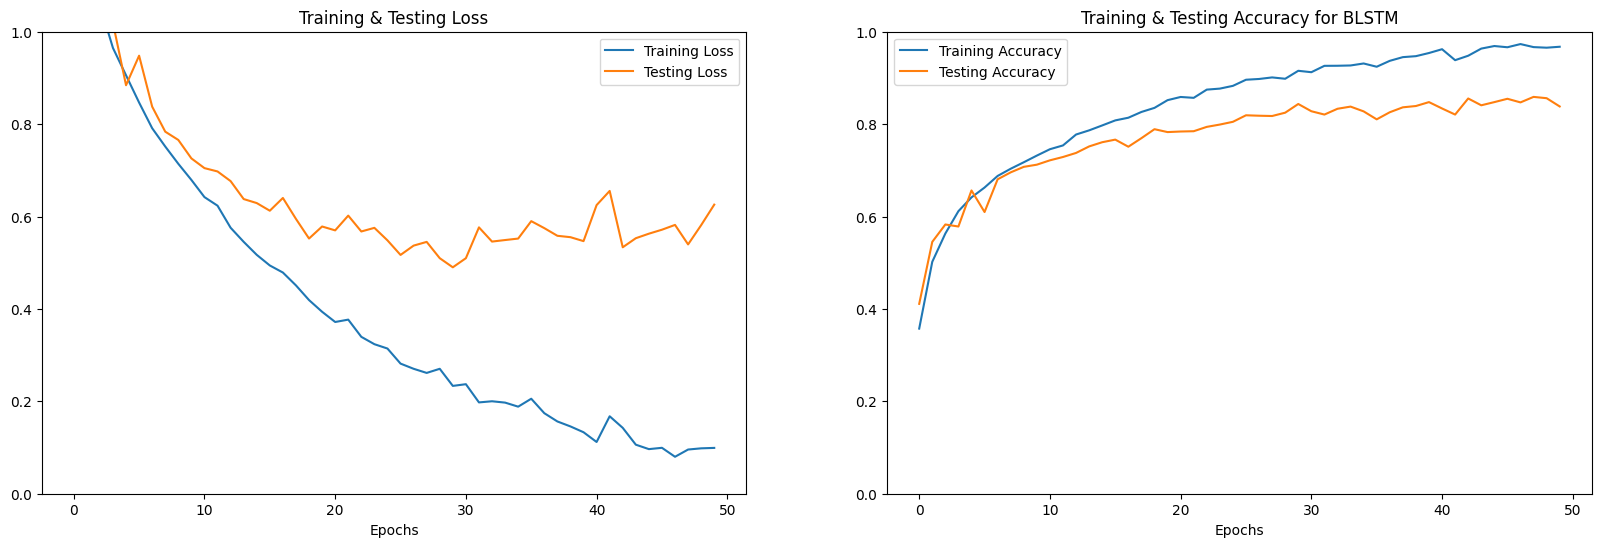 Training & Testing Loss
1.0
0.8
0.6
0.4
0.2
0.0
Training Loss
Testing Loss
0 10 20 30 40 50
Epochs
Training & Testing Accuracy for BLSTM
1.0
0.8
0.6
0.4
0.2
0.0
Training Accuracy
Testing Accuracy
0 10 20 30 40 50
Epochs